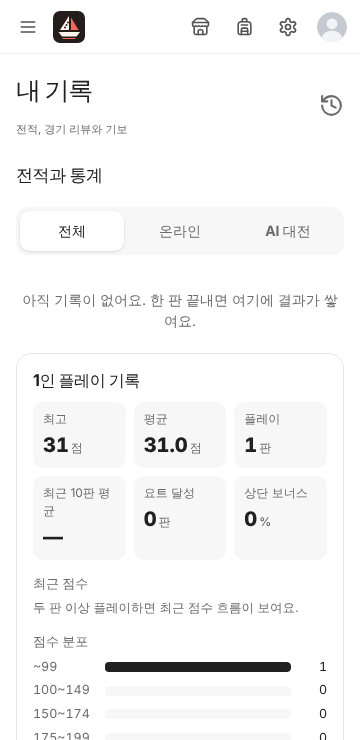 내 기록
전적, 경기 리뷰와 기보
전적과 통계
전체
온라인
AI 대전
아직 기록이 없어요. 한 판 끝내면 여기에 결과가 쌓
여요.
1인 플레이 기록
최고
평균
플레이
31점
31.0점
1판
최근 10판 평
균
요트 달성
상단 보너스
—
0판
0%
최근 점수
두 판 이상 플레이하면 최근 점수 흐름이 보여요.
점수 분포
~99 1
100~149 0
150~174 0
175~199 0